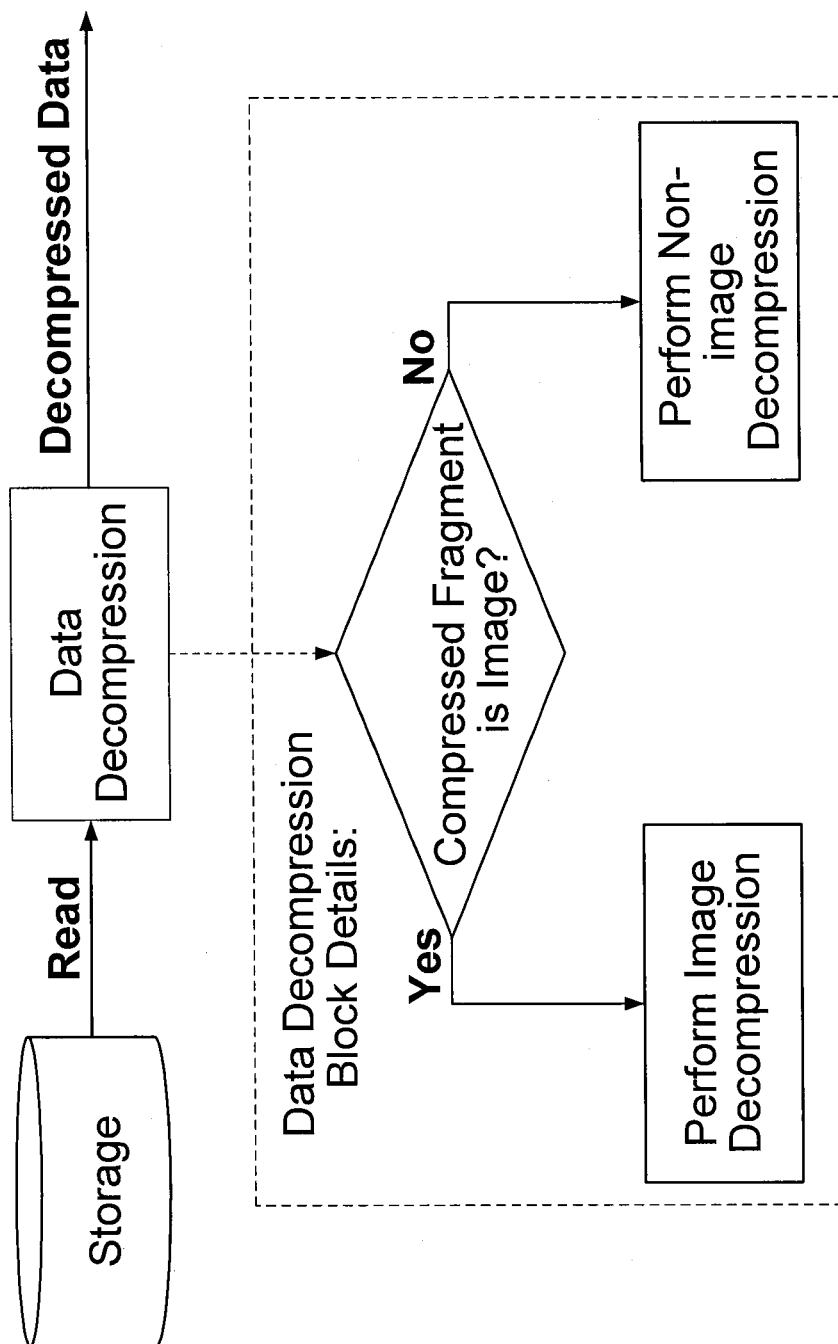 Storage
Read
Data
Decompression
Decompressed Data
Data Decompression
Block Details:
Compressed Fragment
is Image?
Yes
No
Perform Image
Decompression
Perform Non-
image
Decompression